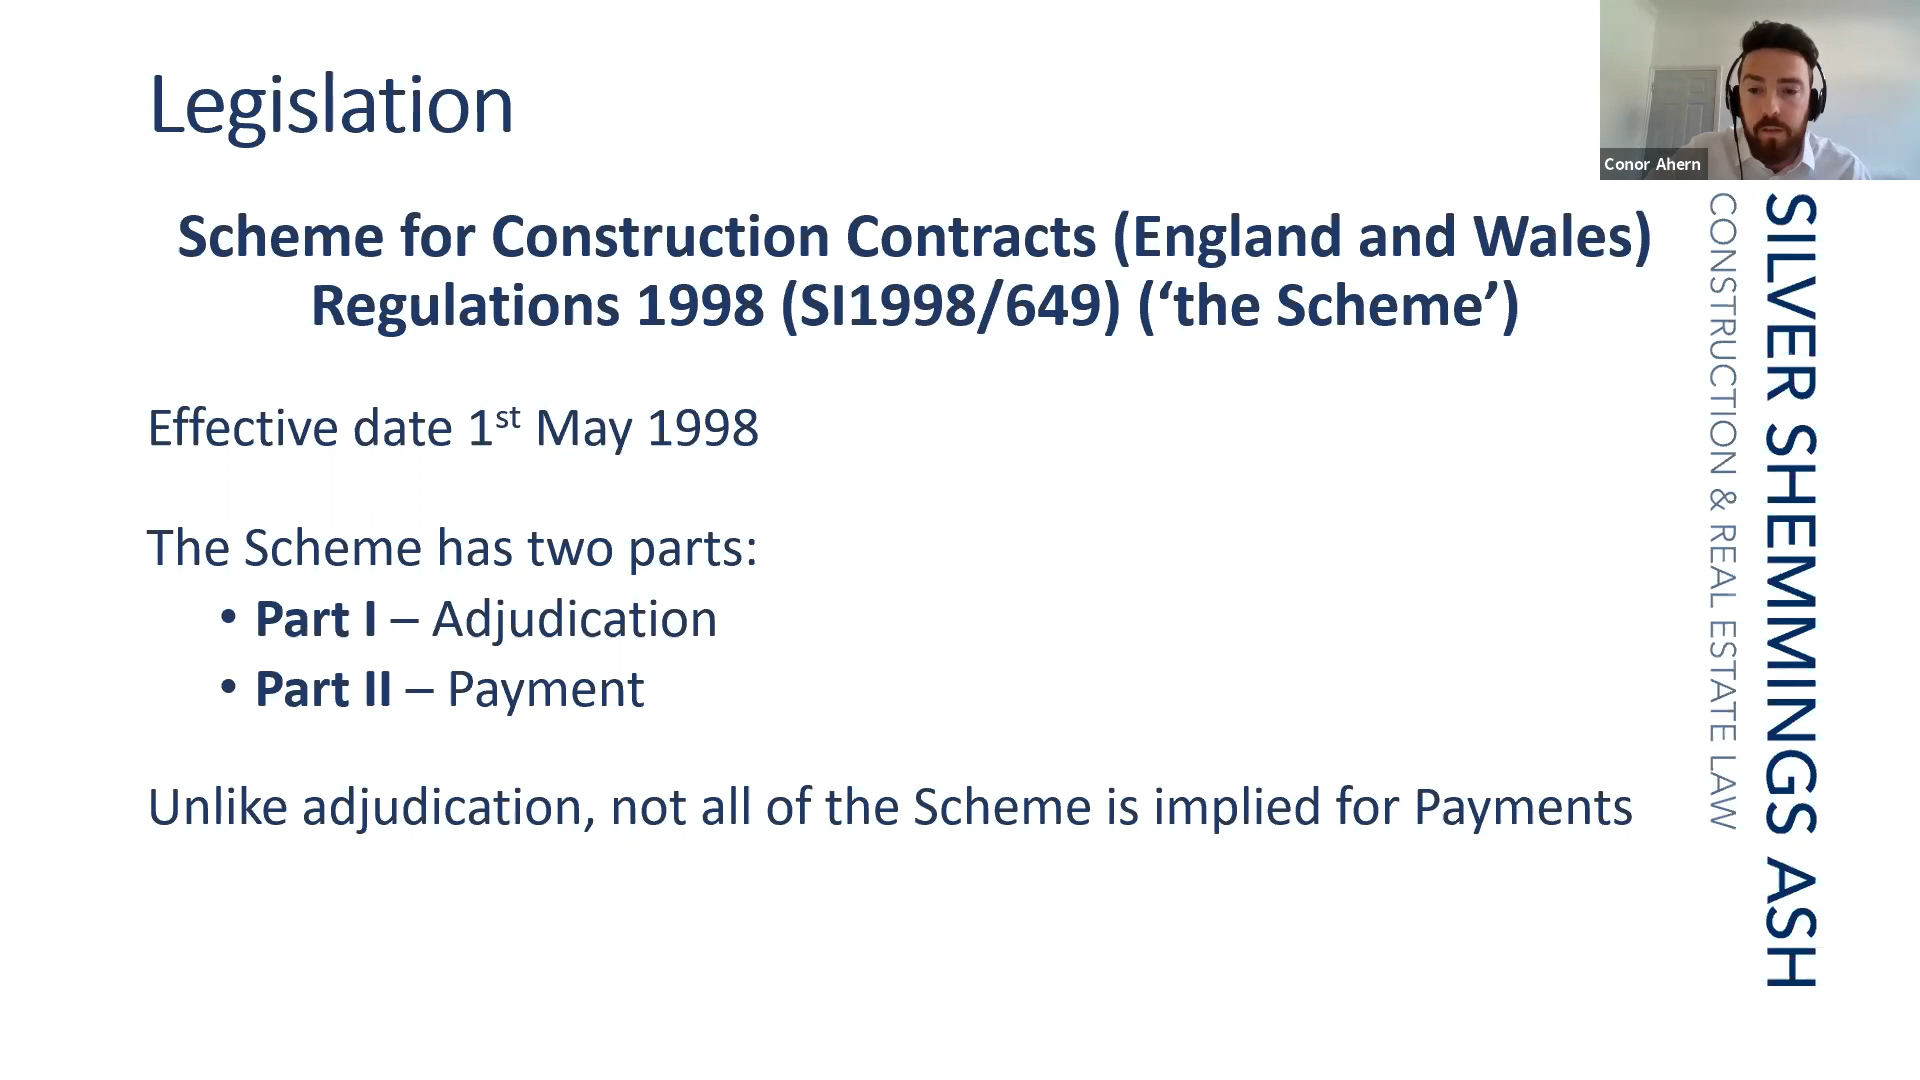 Legislation
Conor Ahern
Scheme for Construction Contracts (England and Wales)
Regulations 1998 (SI1998/649) (‘the Scheme’)
Effective date 1st May 1998
The Scheme has two parts:
• Part I – Adjudication
• Part II – Payment
Unlike adjudication, not all of the Scheme is implied for Payments
SILVER SHEMMINGS ASH
CONSTRUCTION & REAL ESTATE LAW